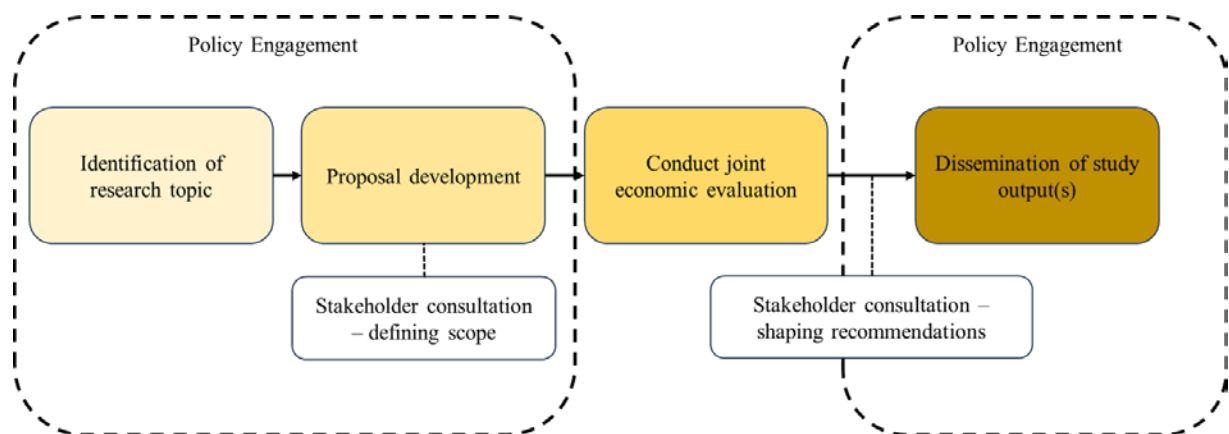 Policy Engagement
Policy Engagement
Identification of
research topic
Proposal development
Conduct joint
economic evaluation
Dissemination of study
output(s)
Stakeholder consultation
– defining scope
Stakeholder consultation –
shaping recommendations